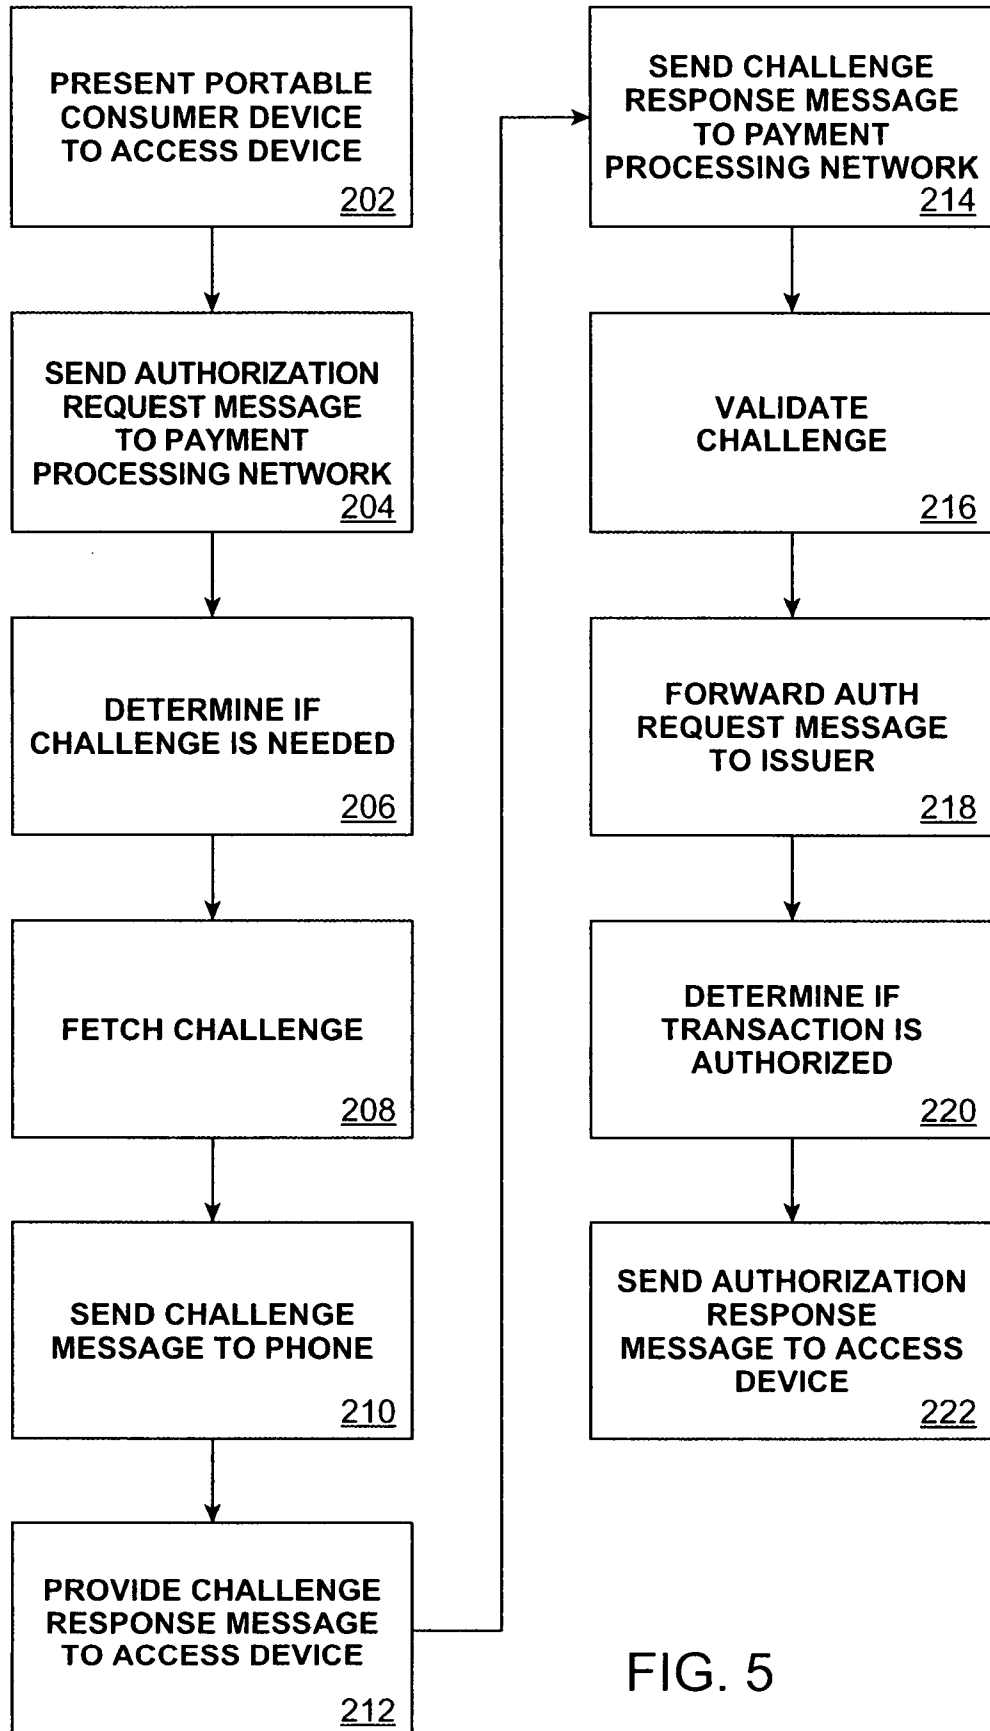 PRESENT PORTABLE
CONSUMER DEVICE
TO ACCESS DEVICE
202
SEND AUTHORIZATION
REQUEST MESSAGE
TO PAYMENT
PROCESSING NETWORK
204
DETERMINE IF
CHALLENGE IS NEEDED
206
FETCH CHALLENGE
208
SEND CHALLENGE
MESSAGE TO PHONE
210
PROVIDE CHALLENGE
RESPONSE MESSAGE
TO ACCESS DEVICE
212
SEND CHALLENGE
RESPONSE MESSAGE
TO PAYMENT
PROCESSING NETWORK
214
VALIDATE
CHALLENGE
216
FORWARD AUTH
REQUEST MESSAGE
TO ISSUER
218
DETERMINE IF
TRANSACTION IS
AUTHORIZED
220
SEND AUTHORIZATION
RESPONSE
MESSAGE TO ACCESS
DEVICE
222
FIG. 5